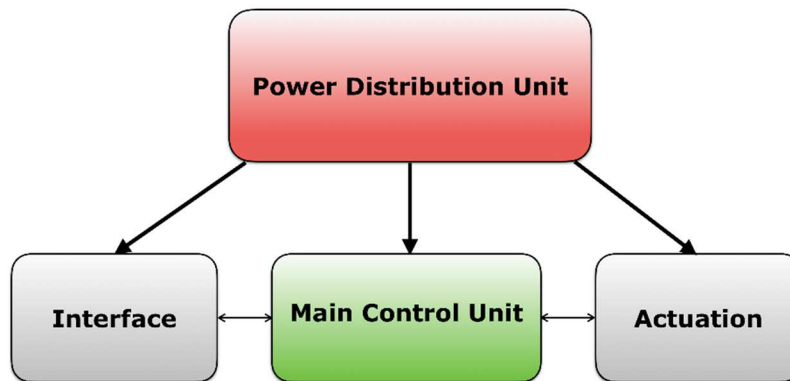 Power Distribution Unit
Interface
Main Control Unit
Actuation